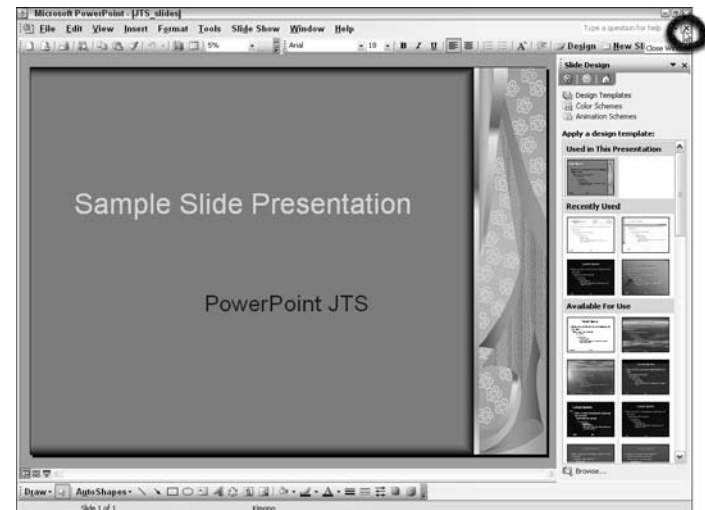 Microsoft PowerPoint - [JTS_slides]
File Edit View Insert Format Tools Slide Show Window Help
Type a question for help
5% Arial 18 B I U Design New Sl
Close W
Slide Design
Design Templates
Color Schemes
Animation Schemes
Apply a design template:
Used in This Presentation
Sample Slide Presentation
Recently Used
PowerPoint JTS
Available For Use
Browse...
Draw AutoShapes
Slide 1 of 1 Kimono